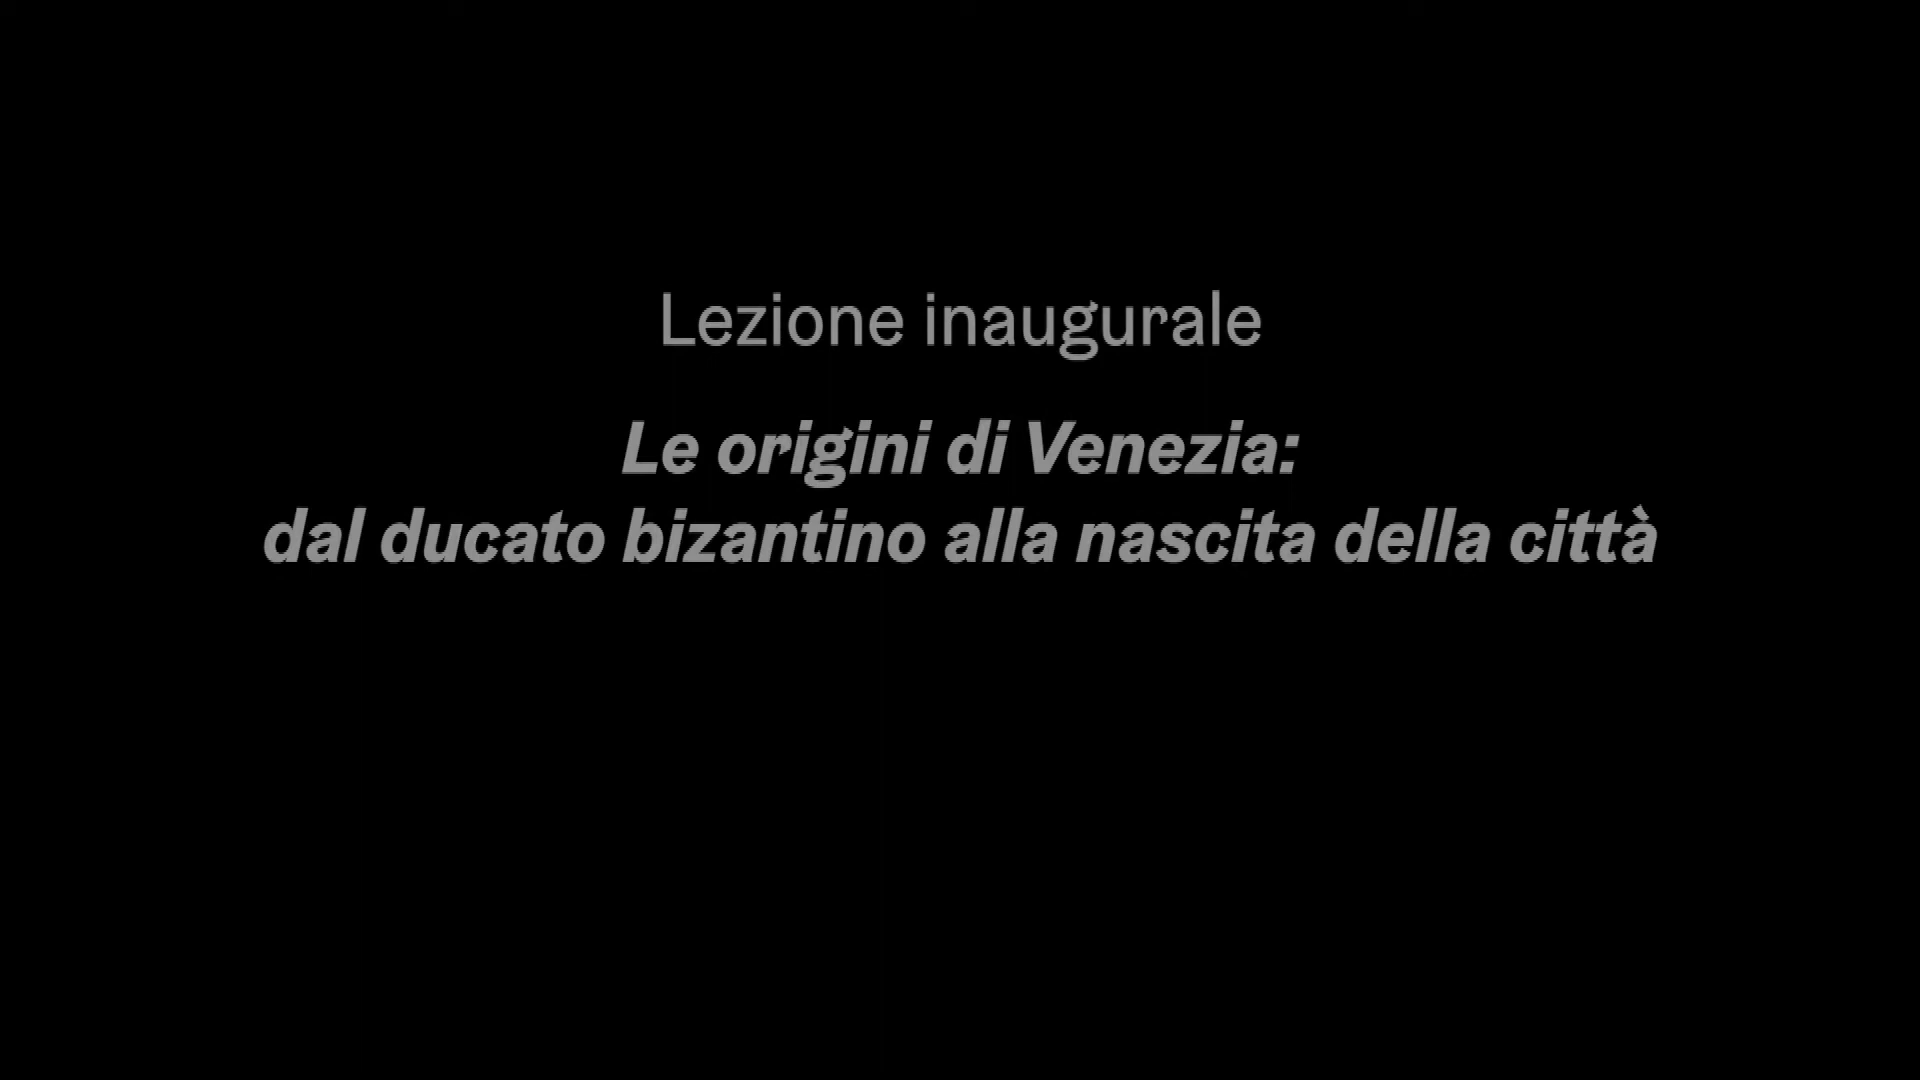 Lezione inaugurale
Le origini di Venezia:
dal ducato bizantino alla nascita della città